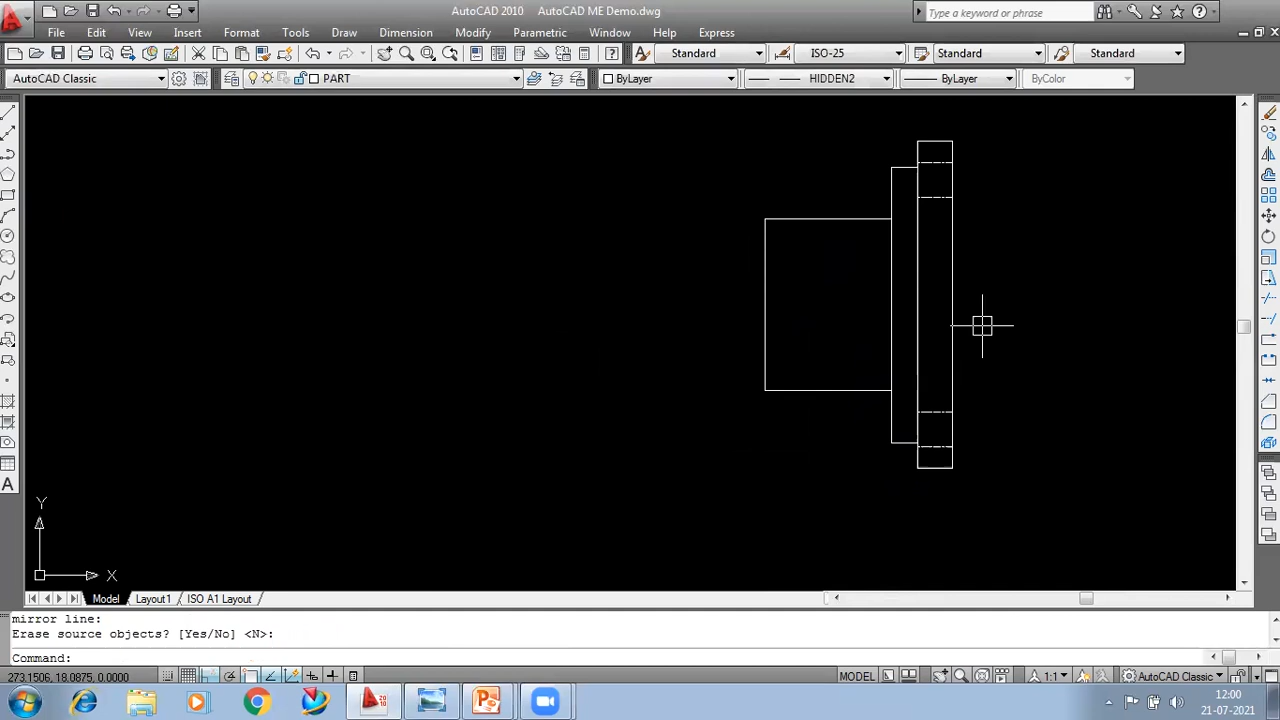 AutoCAD 2010 AutoCAD ME Demo.dwg
Type a keyword or phrase
File Edit View Insert Format Tools Draw Dimension Modify Parametric Window Help Express
Standard ISO-25 Standard Standard
AutoCAD Classic PART ByLayer HIDDEN2 ByLayer ByColor
A
Y
X
Model Layout1 ISO A1 Layout
mirror line:
Erase source objects? [Yes/No] <N>:
Command:
273.1506, 18.0875, 0.0000 MODEL 1:1 AutoCAD Classic
12:00
21-07-2021